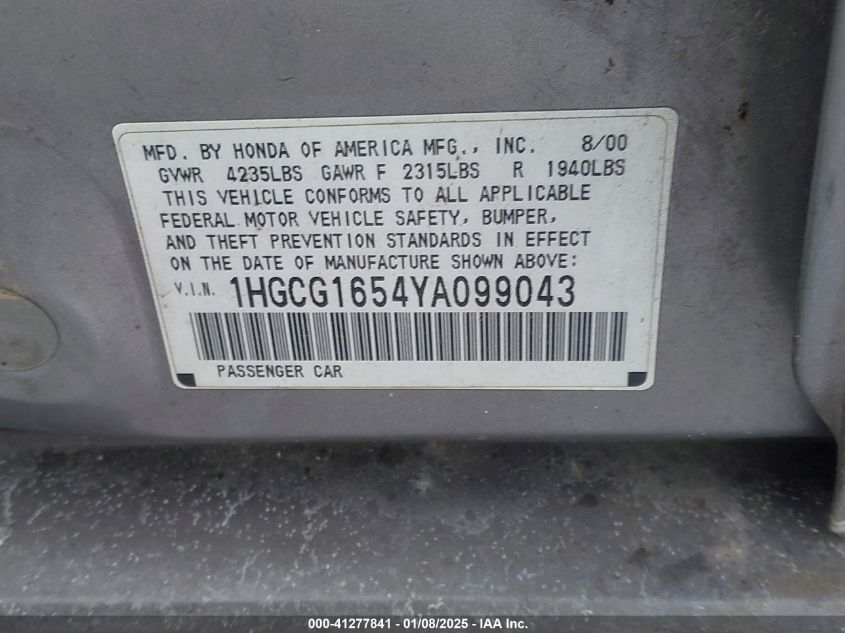 MFD. BY HONDA OF AMERICA MFG., INC. 8/00
GVWR 4235LBS GAWR F 2315LBS R 1940LBS
THIS VEHICLE CONFORMS TO ALL APPLICABLE
FEDERAL MOTOR VEHICLE SAFETY, BUMPER,
AND THEFT PREVENTION STANDARDS IN EFFECT
ON THE DATE OF MANUFACTURE SHOWN ABOVE:
V.I.N. 1HGCG1654YA099043
PASSENGER CAR
000-41277841 - 01/08/2025 - IAA Inc.